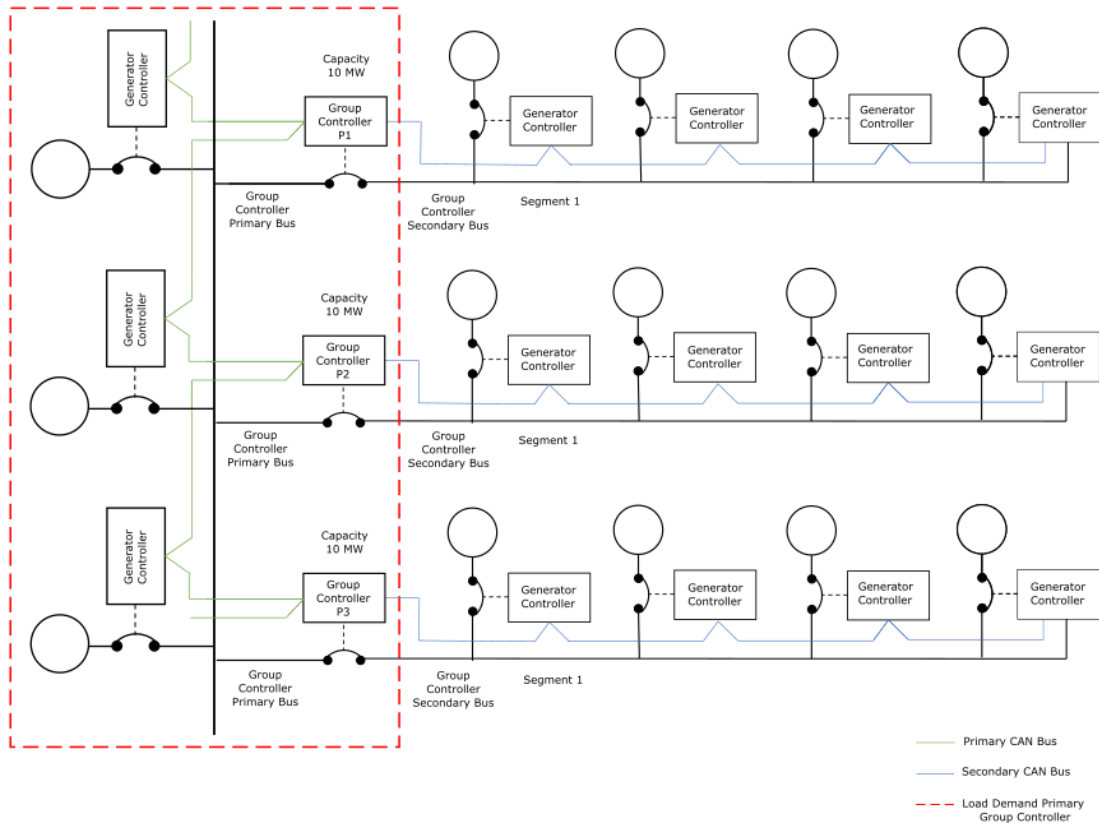 Generator
Controller
Capacity
10 MW
Group
Controller
P1
Generator
Controller
Generator
Controller
Generator
Controller
Generator
Controller
Group
Controller
Primary Bus
Group
Controller
Secondary Bus
Segment 1
Generator
Controller
Capacity
10 MW
Group
Controller
P2
Generator
Controller
Generator
Controller
Generator
Controller
Generator
Controller
Group
Controller
Primary Bus
Group
Controller
Secondary Bus
Segment 1
Generator
Controller
Capacity
10 MW
Group
Controller
P3
Generator
Controller
Generator
Controller
Generator
Controller
Generator
Controller
Group
Controller
Primary Bus
Group
Controller
Secondary Bus
Segment 1
Primary CAN Bus
Secondary CAN Bus
Load Demand Primary
Group Controller